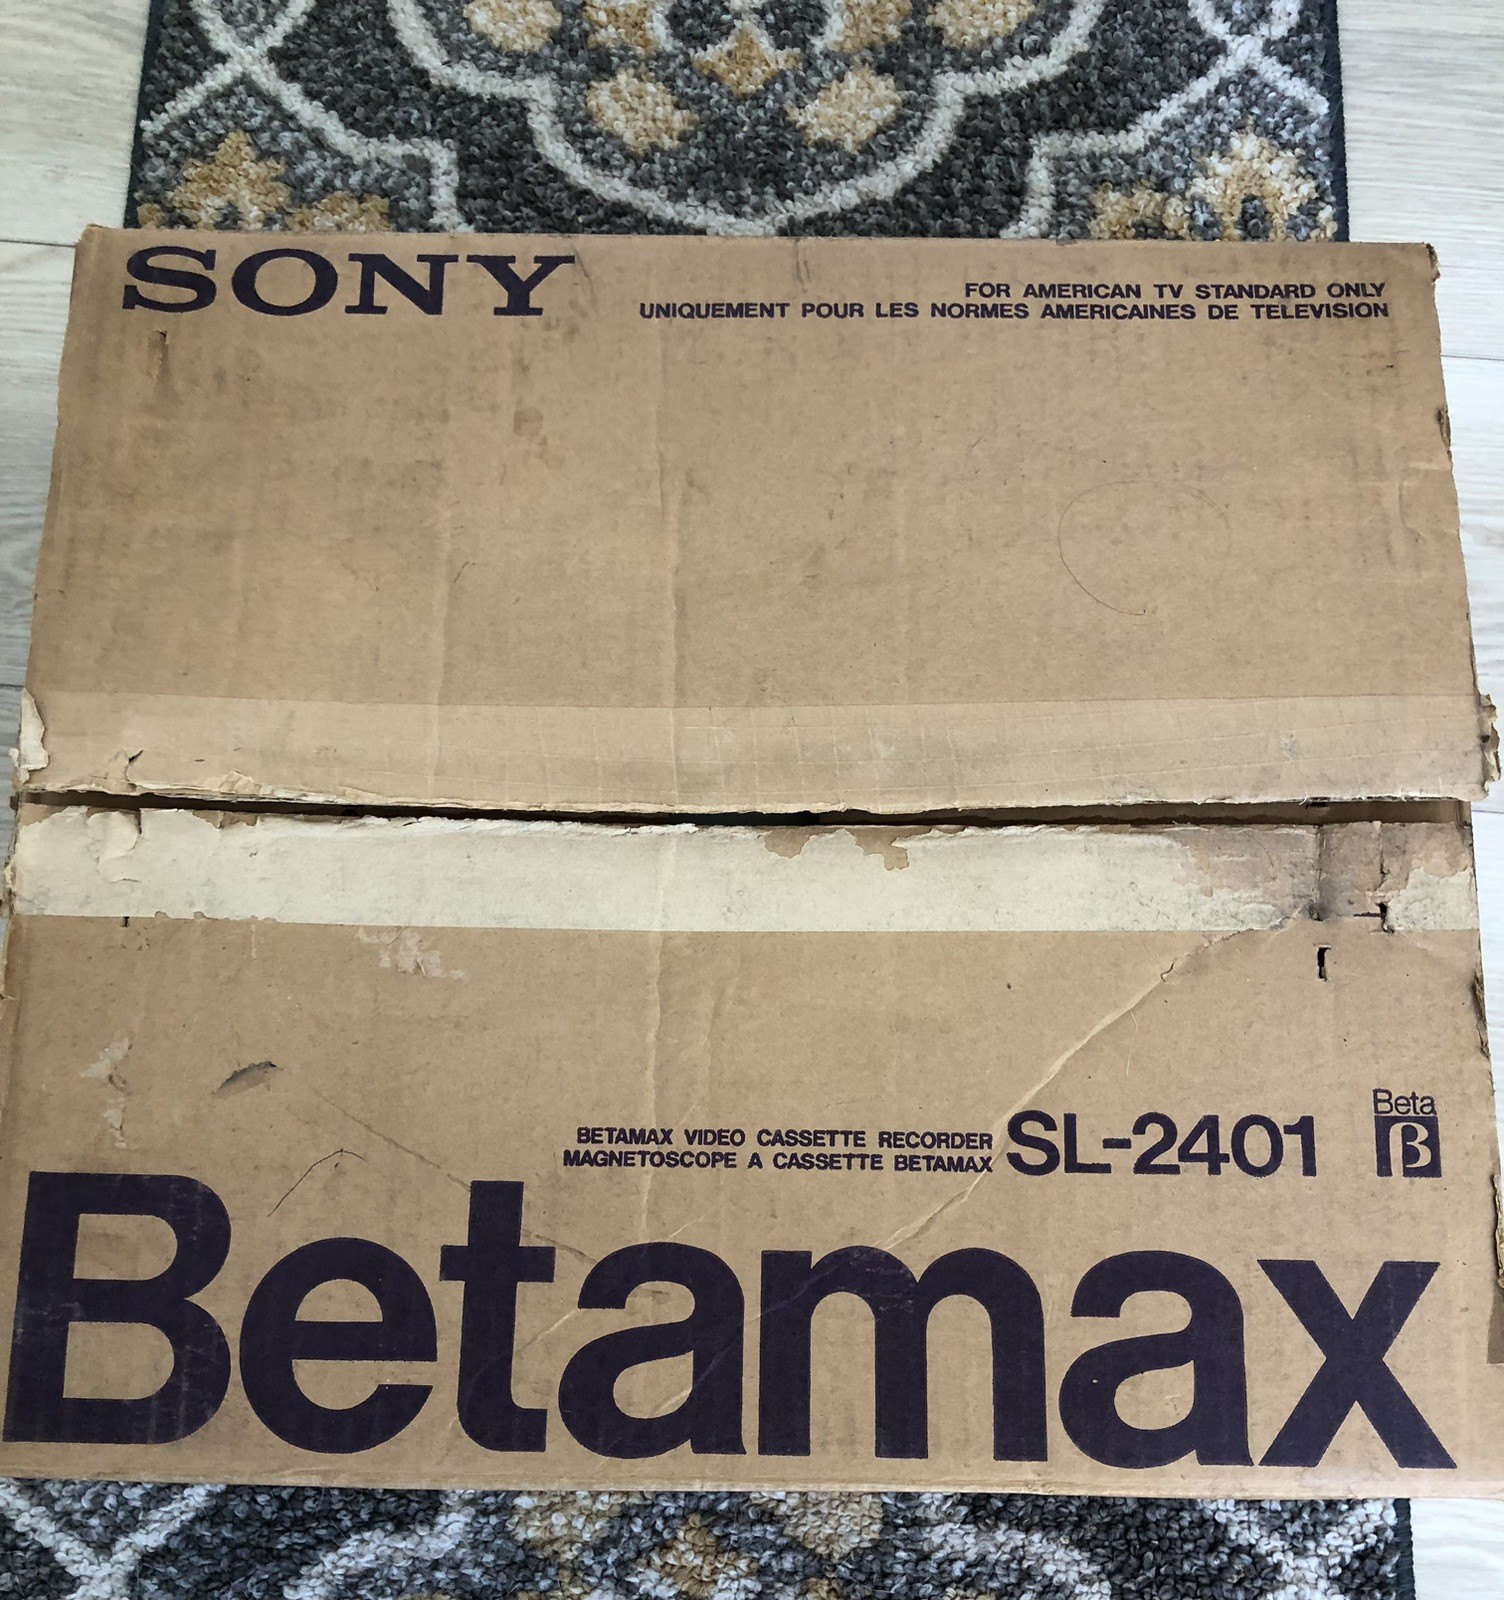 SONY
FOR AMERICAN TV STANDARD ONLY
UNIQUEMENT POUR LES NORMES AMERICAINES DE TELEVISION
BETAMAX VIDEO CASSETTE RECORDER
MAGNETOSCOPE A CASSETTE BETAMAX
SL-2401
Beta
β
Betamax